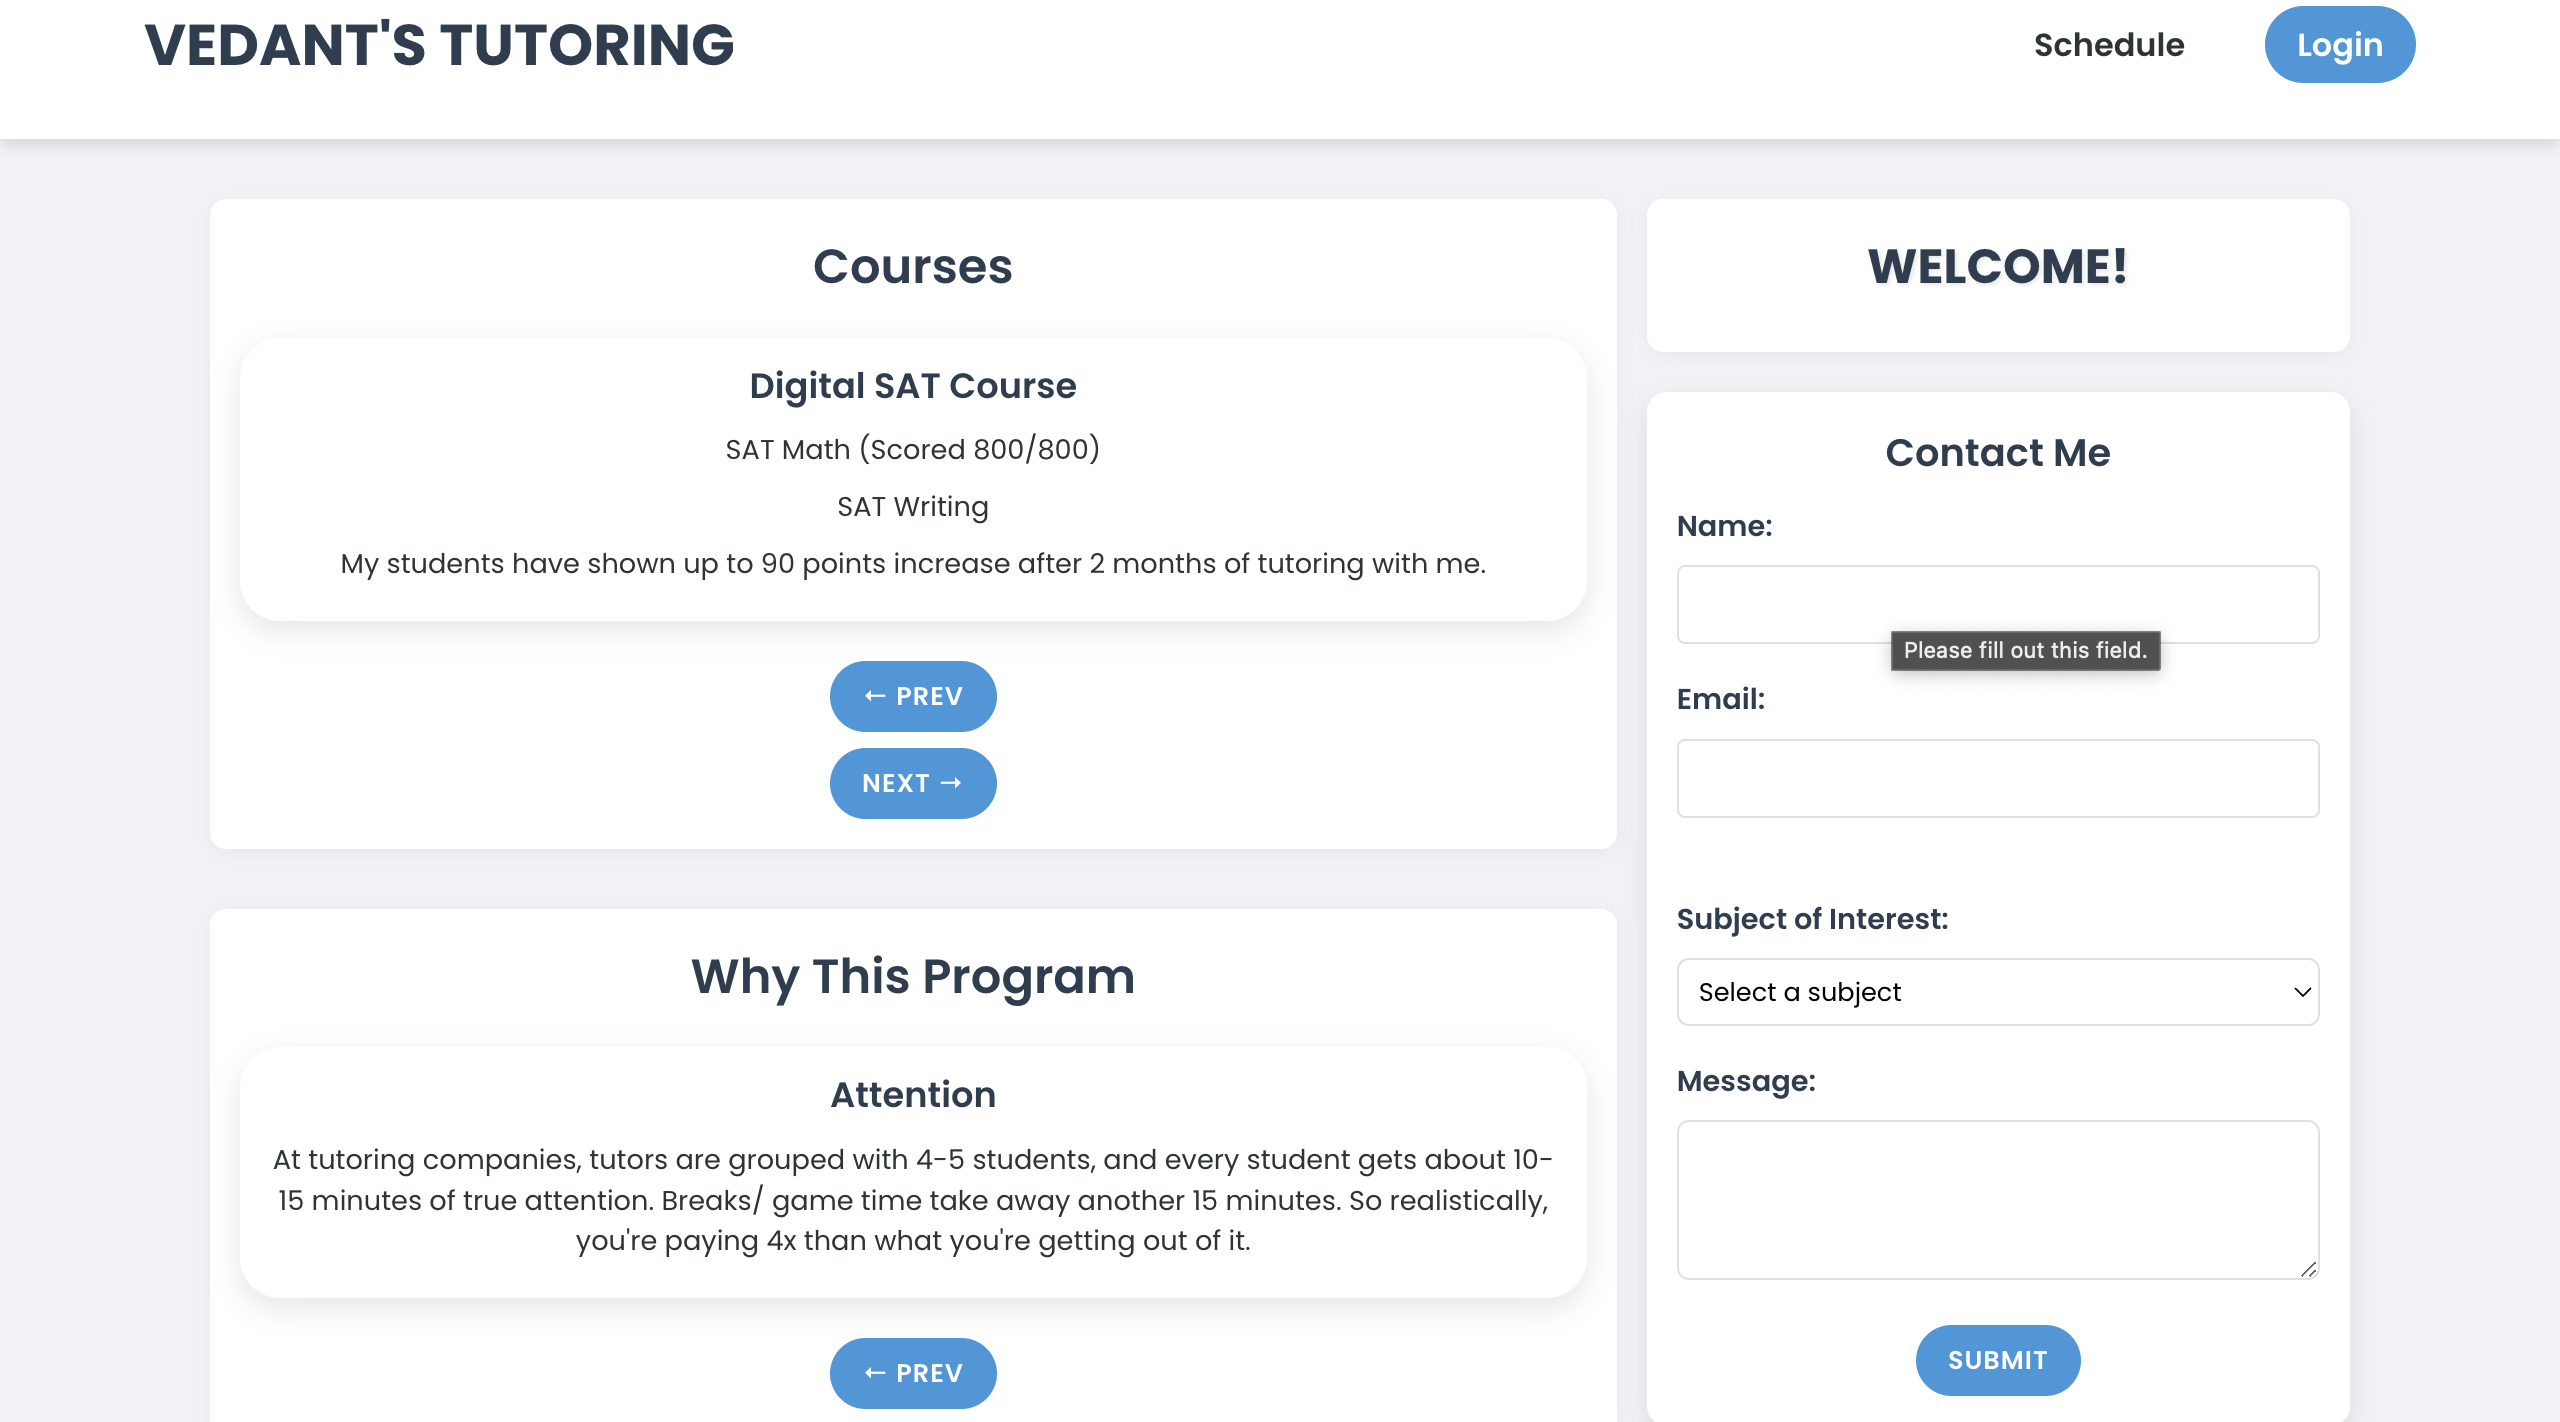 VEDANT'S TUTORING
Schedule
Login
Courses
Digital SAT Course
SAT Math (Scored 800/800)
SAT Writing
My students have shown up to 90 points increase after 2 months of tutoring with me.
← PREV
NEXT →
Why This Program
Attention
At tutoring companies, tutors are grouped with 4-5 students, and every student gets about 10-
15 minutes of true attention. Breaks/ game time take away another 15 minutes. So realistically,
you're paying 4x than what you're getting out of it.
← PREV
WELCOME!
Contact Me
Name:
Please fill out this field.
Email:
Subject of Interest:
Select a subject
Message:
SUBMIT